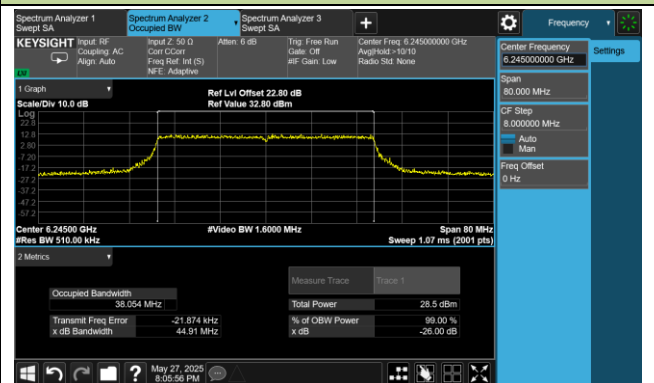 Spectrum Analyzer 1
Swept SA
Spectrum Analyzer 2
Occupied BW
Spectrum Analyzer 3
Swept SA
Frequency
KEYSIGHT
Input: RF
Coupling: AC
Align: Auto
Input Z: 50 Ω
Corr CCorr
Freq Ref: Int (S)
NFE: Adaptive
Atten: 6 dB
Trig: Free Run
Gate: Off
#IF Gain: Low
Center Freq: 6.245000000 GHz
Avg|Hold:>10/10
Radio Std: None
Center Frequency
6.245000000 GHz
Settings
Span
80.000 MHz
CF Step
8.000000 MHz
Auto
Man
Freq Offset
0 Hz
1 Graph
Ref Lvl Offset 22.80 dB
Scale/Div 10.0 dB
Ref Value 32.80 dBm
Log
22.8
12.8
2.80
-7.20
-17.2
-27.2
-37.2
-47.2
-57.2
Center 6.24500 GHz
#Video BW 1.6000 MHz
Span 80 MHz
#Res BW 510.00 kHz
Sweep 1.07 ms (2001 pts)
2 Metrics
Measure Trace
Trace 1
Occupied Bandwidth
38.054 MHz
Total Power
28.5 dBm
Transmit Freq Error
-21.874 kHz
% of OBW Power
99.00 %
x dB Bandwidth
44.91 MHz
x dB
-26.00 dB
May 27, 2025
8:05:56 PM